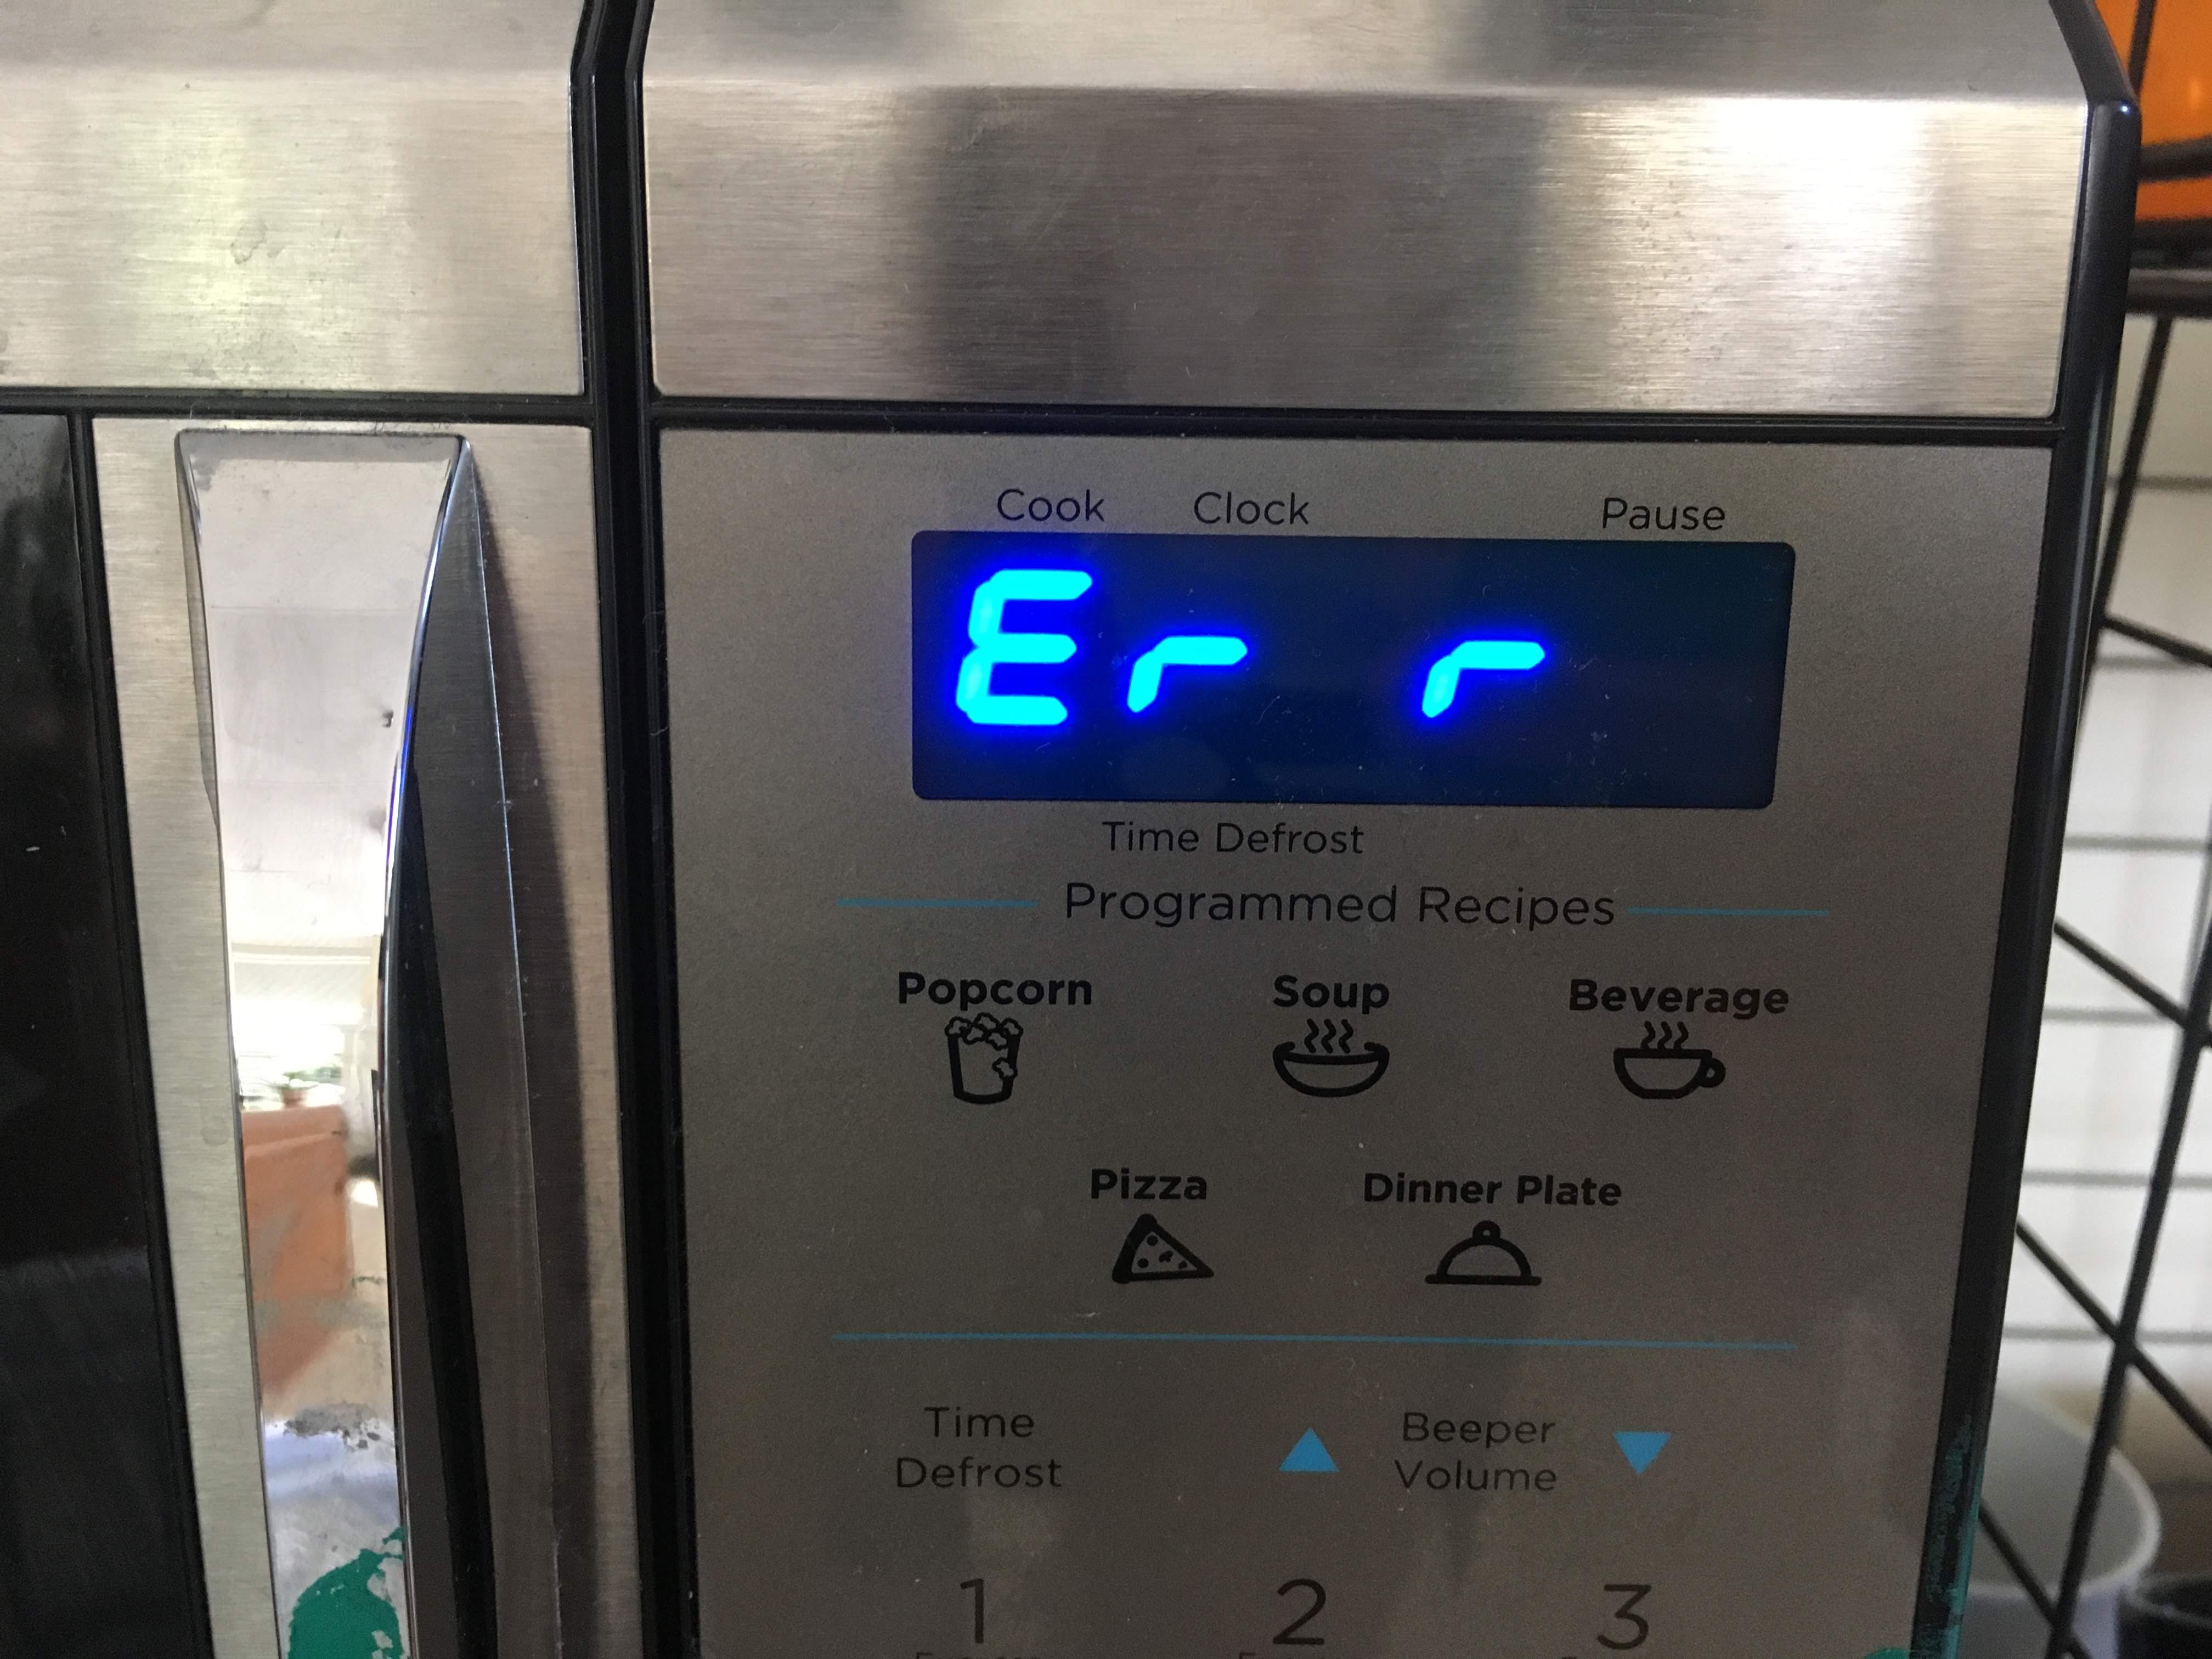 Cook Clock Pause
Er r
Time Defrost
Programmed Recipes
Popcorn Soup Beverage
Pizza Dinner Plate
Time Beeper
Defrost Volume
1 2 3